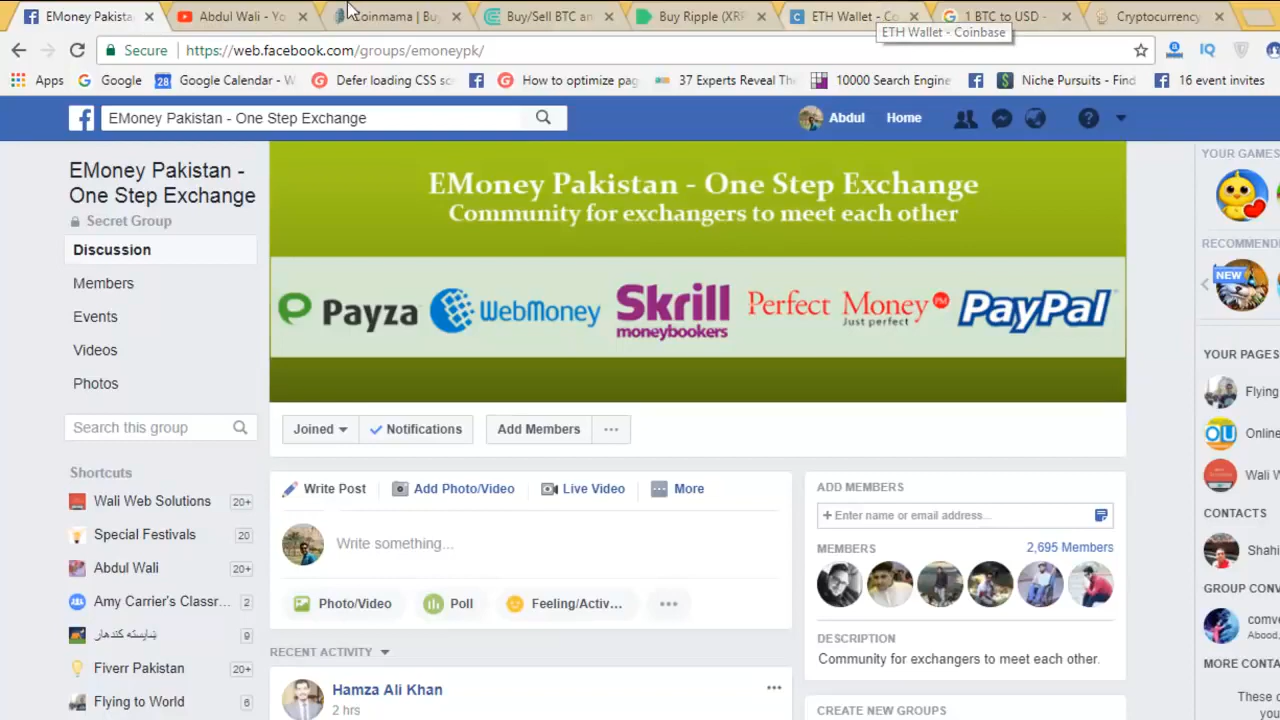 EMoney Pakista
Abdul Wali - Yo
Coinmama | Bu
Buy/Sell BTC an
Buy Ripple (XRP
ETH Wallet - Co
1 BTC to USD -
Cryptocurrency
ETH Wallet - Coinbase
Secure
https://web.facebook.com/groups/emoneypk/
Apps
Google
Google Calendar - W
Defer loading CSS sc
How to optimize pag
37 Experts Reveal Th
10000 Search Engine
Niche Pursuits - Find
16 event invites
EMoney Pakistan - One Step Exchange
Abdul
Home
EMoney Pakistan -
One Step Exchange
Secret Group
Discussion
Members
Events
Videos
Photos
Search this group
Shortcuts
Wali Web Solutions 20+
Special Festivals 20
Abdul Wali 20+
Amy Carrier's Classr... 2
ښایسته کندهار 9
Fiverr Pakistan 20+
Flying to World 6
EMoney Pakistan - One Step Exchange
Community for exchangers to meet each other
Payza
WebMoney
Skrill
moneybookers
Perfect Money PM
Just perfect
PayPal
Joined
Notifications
Add Members
Write Post
Add Photo/Video
Live Video
More
Write something...
Photo/Video
Poll
Feeling/Activ...
RECENT ACTIVITY
Hamza Ali Khan
2 hrs
ADD MEMBERS
+ Enter name or email address...
MEMBERS
2,695 Members
DESCRIPTION
Community for exchangers to meet each other.
CREATE NEW GROUPS
YOUR GAMES
RECOMMEND
NEW
YOUR PAGES
Flying
OU
Online
Wali W
CONTACTS
Shahi
GROUP CONV
comve
Abood,
MORE CONTA
These c
you